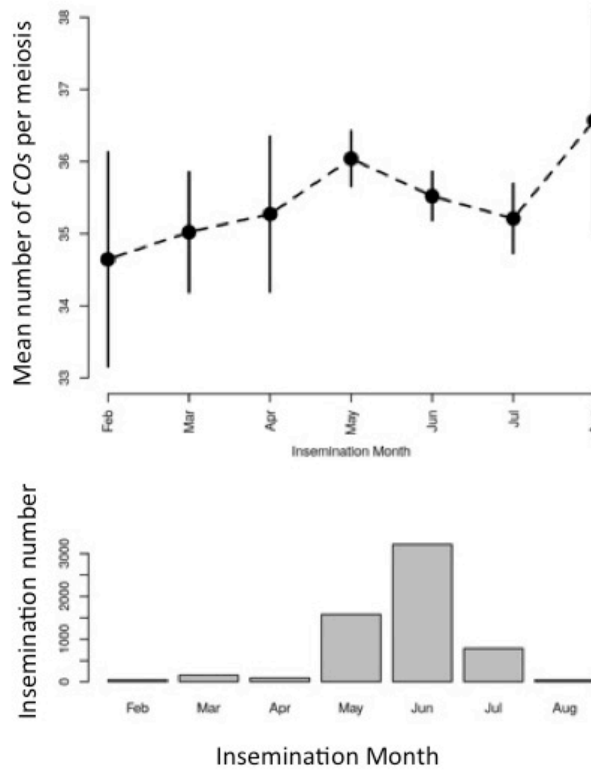 Mean number of COs per meiosis
38
37
36
35
34
33
Feb
Mar
Apr
May
Jun
Jul
Insemination Month
Insemination number
3000
2000
1000
0
Feb
Mar
Apr
May
Jun
Jul
Aug
Insemination Month